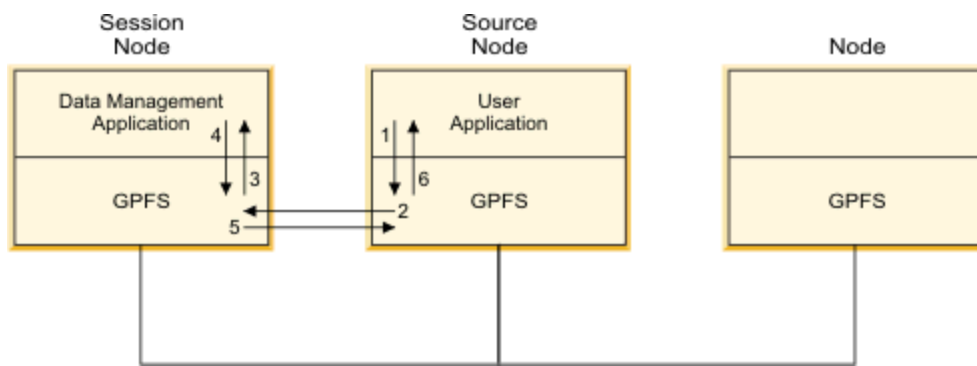 Session
Node
Source
Node
Node
Data Management
Application
4
3
GPFS
5
User
Application
1
6
2
GPFS
GPFS